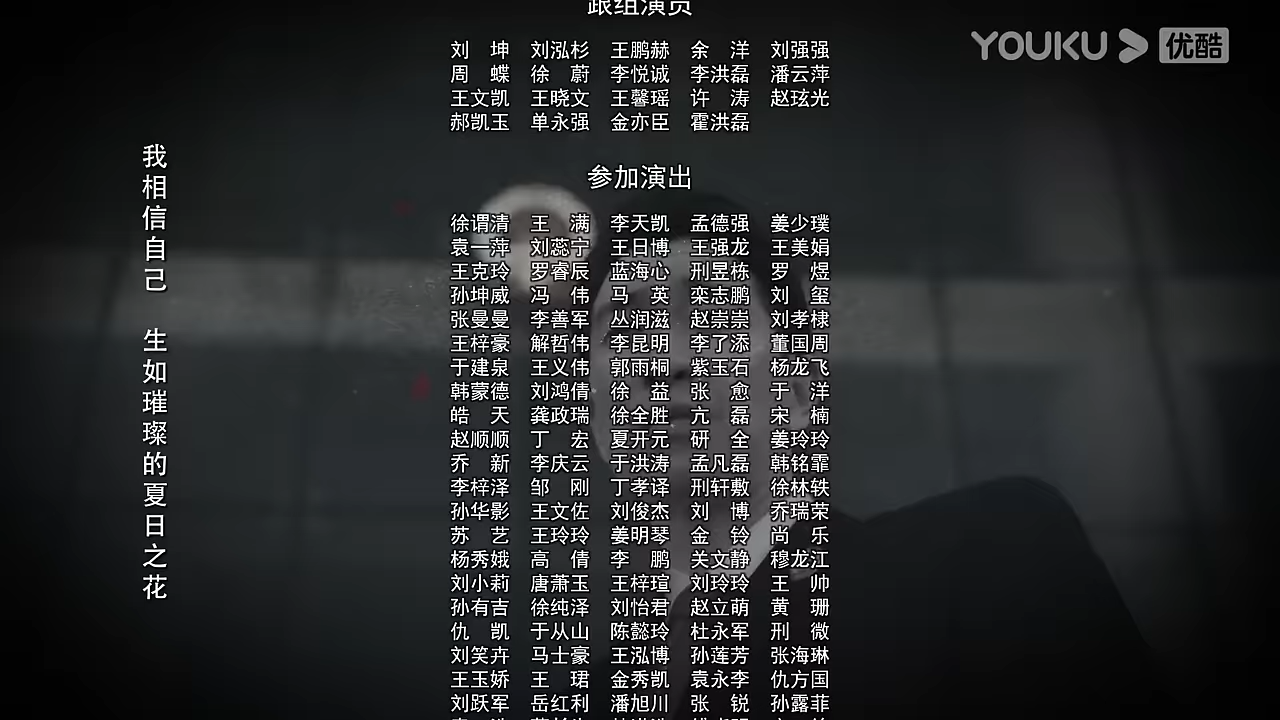 跟组演员
YOUKU 优酷
刘 坤 刘泓杉 王鹏赫 余 洋 刘强强
周 蝶 徐 蔚 李悦诚 李洪磊 潘云萍
王文凯 王晓文 王馨瑶 许 涛 赵玹光
郝凯玉 单永强 金亦臣 霍洪磊
参加演出
徐谓清 王 满 李天凯 孟德强 姜少璞
袁一萍 刘蕊宁 王日博 王强龙 王美娟
王克玲 罗睿辰 蓝海心 刑昱栋 罗 煜
孙坤威 冯 伟 马 英 栾志鹏 刘 玺
张曼曼 李善军 丛润滋 赵崇崇 刘孝棣
王梓豪 解哲伟 李昆明 李了添 董国周
于建泉 王义伟 郭雨桐 紫玉石 杨龙飞
韩蒙德 刘鸿倩 徐 益 张 愈 于 洋
皓 天 龚政瑞 徐全胜 亢 磊 宋 楠
赵顺顺 丁 宏 夏开元 研 全 姜玲玲
乔 新 李庆云 于洪涛 孟凡磊 韩铭霏
李梓泽 邹 刚 丁孝译 刑轩敷 徐林轶
孙华影 王文佐 刘俊杰 刘 博 乔瑞荣
苏 艺 王玲玲 姜明琴 金 铃 尚 乐
杨秀娥 高 倩 李 鹏 关文静 穆龙江
刘小莉 唐萧玉 王梓瑄 刘玲玲 王 帅
孙有吉 徐纯泽 刘怡君 赵立萌 黄 珊
仇 凯 于从山 陈懿玲 杜永军 刑 微
刘笑卉 马士豪 王泓博 孙莲芳 张海琳
王玉娇 王 珺 金秀凯 袁永李 仇方国
刘跃军 岳红利 潘旭川 张 锐 孙露菲
我相信自己 生如璀璨的夏日之花